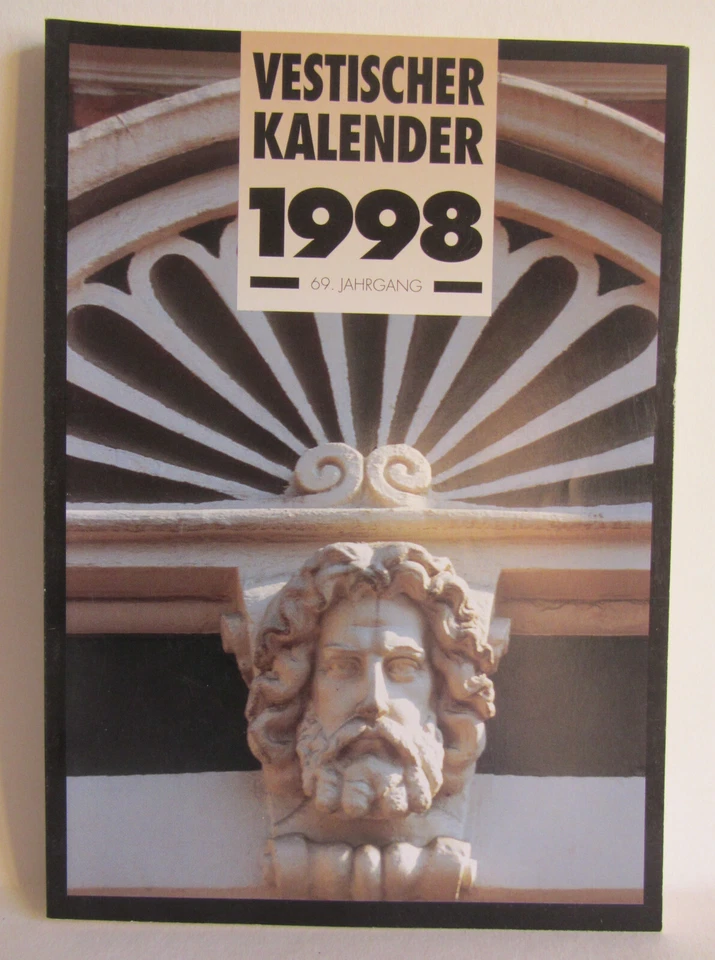 VESTISCHER
KALENDER
1998
69. JAHRGANG